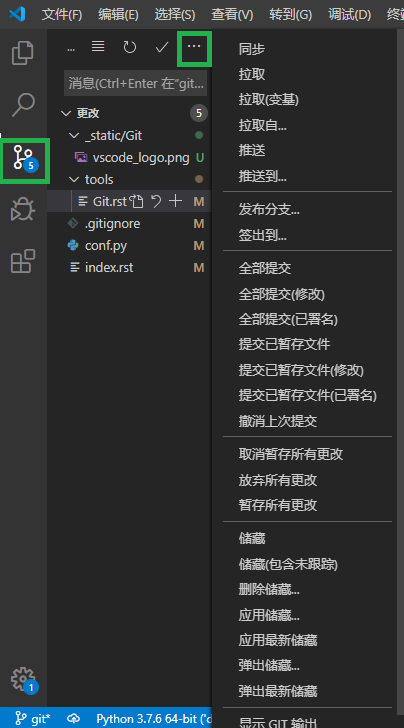 文件(F) 编辑(E) 选择(S) 查看(V) 转到(G) 调试(D)
消息(Ctrl+Enter 在"git...
更改 5
_static/Git
vscode_logo.png U
tools
Git.rst M
.gitignore
conf.py M
index.rst M
5
1
git* Python 3.7.6 64-bit ('d
同步
拉取
拉取(变基)
拉取自...
推送
推送到...
发布分支...
签出到...
全部提交
全部提交(修改)
全部提交(已署名)
提交已暂存文件
提交已暂存文件(修改)
提交已暂存文件(已署名)
撤消上次提交
取消暂存所有更改
放弃所有更改
暂存所有更改
储藏
储藏(包含未跟踪)
删除储藏...
应用储藏...
应用最新储藏
弹出储藏...
弹出最新储藏
显示 GIT 输出